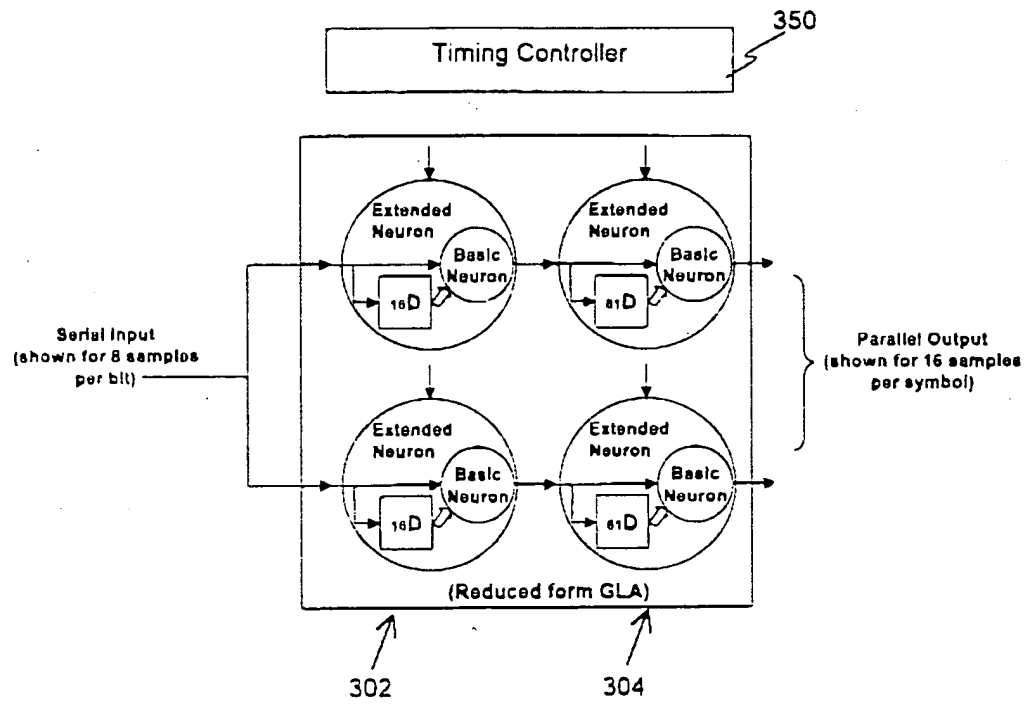 350
Timing Controller
Extended
Neuron
Basic
Neuron
16D
Extended
Neuron
Basic
Neuron
61D
Serial Input
(shown for 8 samples
per bit)
Parallel Output
(shown for 16 samples
per symbol)
Extended
Neuron
Basic
Neuron
16D
Extended
Neuron
Basic
Neuron
61D
(Reduced form GLA)
302
304